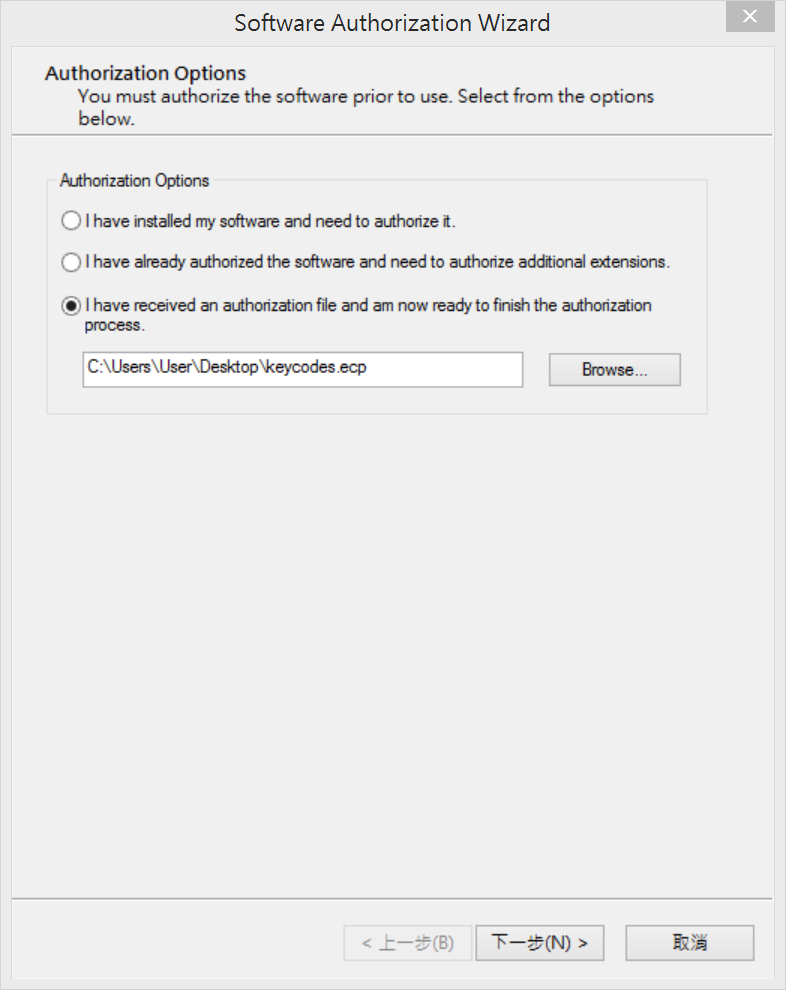 Software Authorization Wizard
Authorization Options
You must authorize the software prior to use. Select from the options
below.
Authorization Options
I have installed my software and need to authorize it.
I have already authorized the software and need to authorize additional extensions.
I have received an authorization file and am now ready to finish the authorization
process.
C:\Users\User\Desktop\keycodes.ecp
Browse...
< 上一步(B)
下一步(N) >
取消